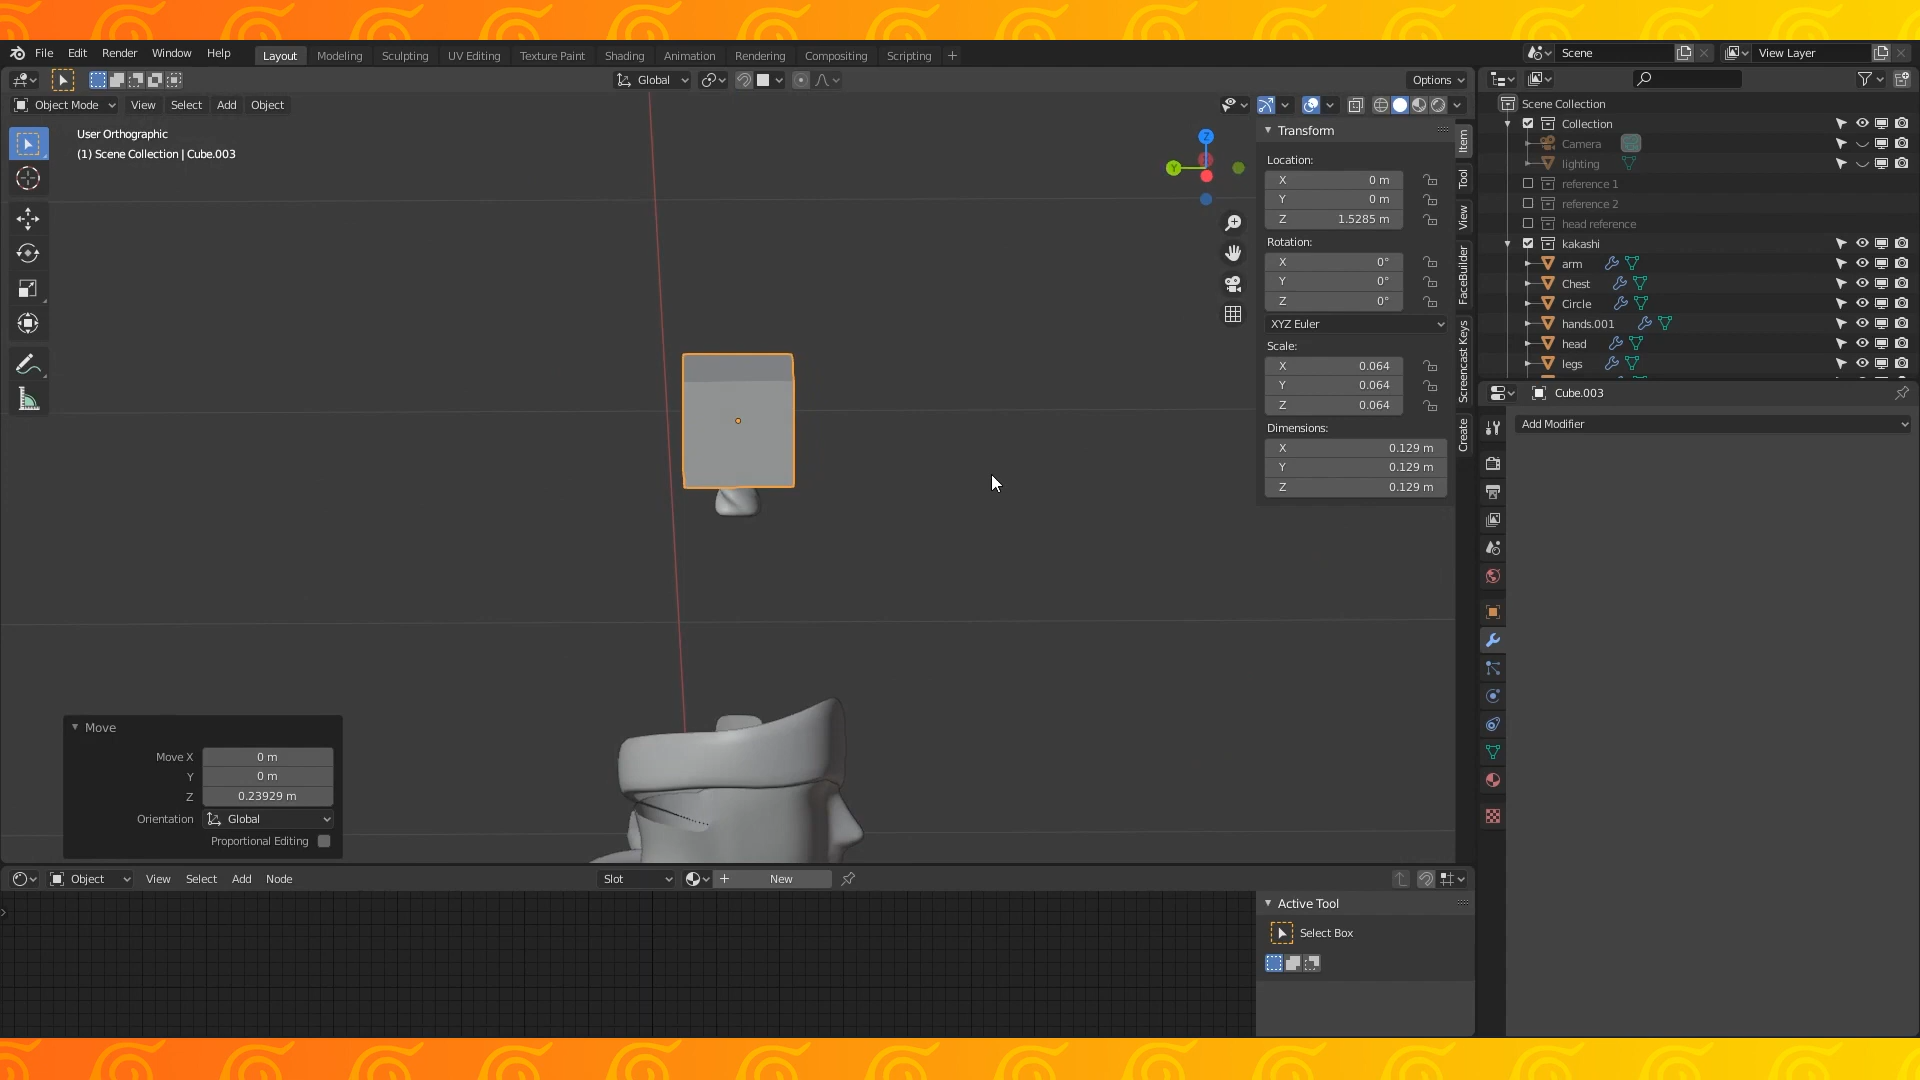 File Edit Render Window Help
Layout Modeling Sculpting UV Editing Texture Paint Shading Animation Rendering Compositing Scripting +
Scene
View Layer
Global
Options
Object Mode View Select Add Object
User Orthographic
(1) Scene Collection | Cube.003
Z
Y
Transform
Location:
X 0 m
Y 0 m
Z 1.5285 m
Rotation:
X 0°
Y 0°
Z 0°
XYZ Euler
Scale:
X 0.064
Y 0.064
Z 0.064
Dimensions:
X 0.129 m
Y 0.129 m
Z 0.129 m
Item
Tool
View
FaceBuilder
Screencast Keys
Create
Scene Collection
Collection
Camera
lighting
reference 1
reference 2
head reference
kakashi
arm
Chest
Circle
hands.001
head
legs
Cube.003
Add Modifier
Move
Move X 0 m
Y 0 m
Z 0.23929 m
Orientation Global
Proportional Editing
Object View Select Add Node
Slot
New
Active Tool
Select Box